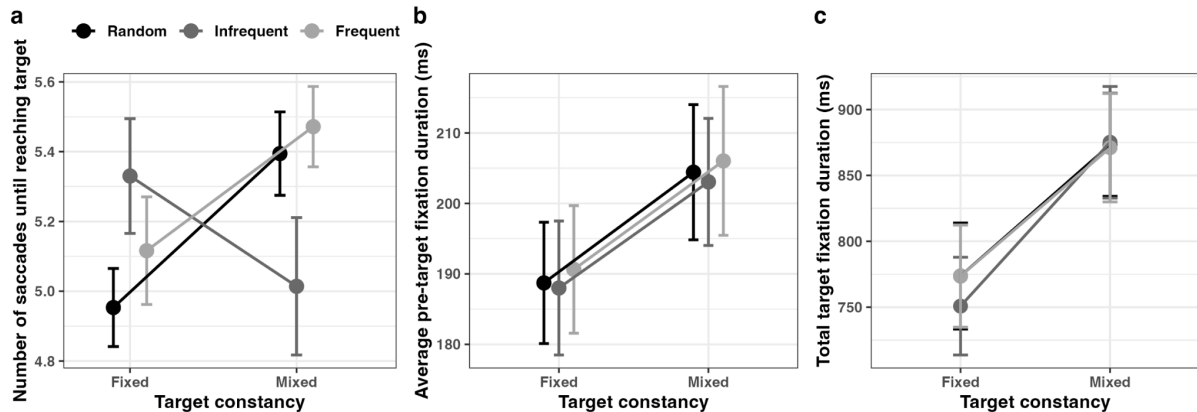 a
Random Infrequent Frequent
Number of saccades until reaching target
5.6
5.4
5.2
5.0
4.8
Fixed Mixed
Target constancy
b
Average pre-target fixation duration (ms)
210
200
190
180
Fixed Mixed
Target constancy
c
Total target fixation duration (ms)
900
850
800
750
Fixed Mixed
Target constancy